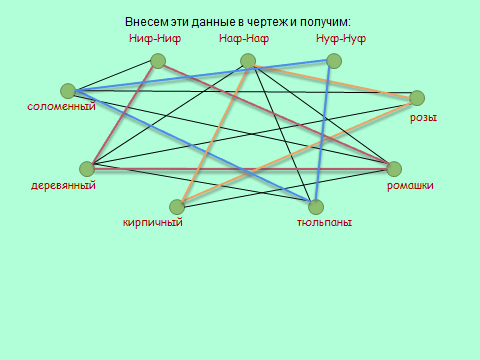 Внесем эти данные в чертеж и получим:
Ниф-Ниф Наф-Наф Нуф-Нуф
соломенный
розы
деревянный ромашки
кирпичный тюльпаны